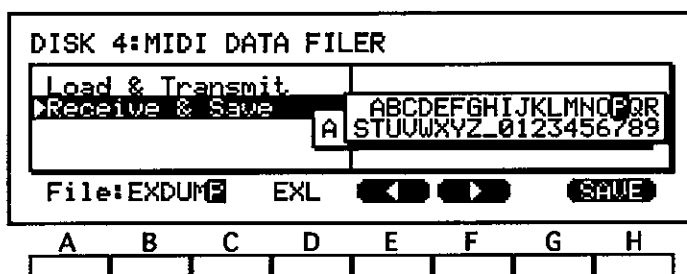 DISK 4:MIDI DATA FILER
Load & Transmit
Receive & Save
ABCDEFGHIJKLMNOPQR
A STUVWXYZ_0123456789
File:EXDUMP EXL SAVE
A B C D E F G H